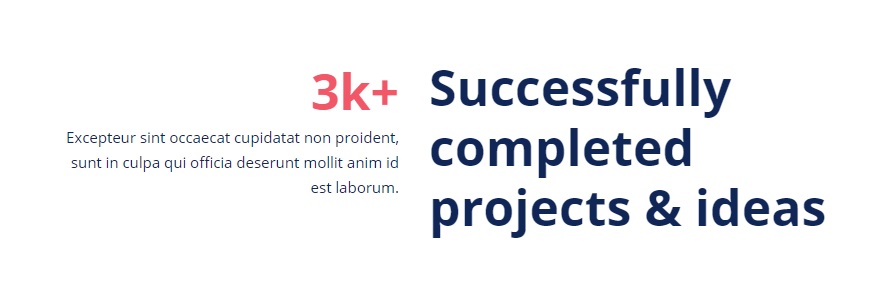 3k+
Excepteur sint occaecat cupidatat non proident,
sunt in culpa qui officia deserunt mollit anim id
est laborum.
Successfully
completed
projects & ideas